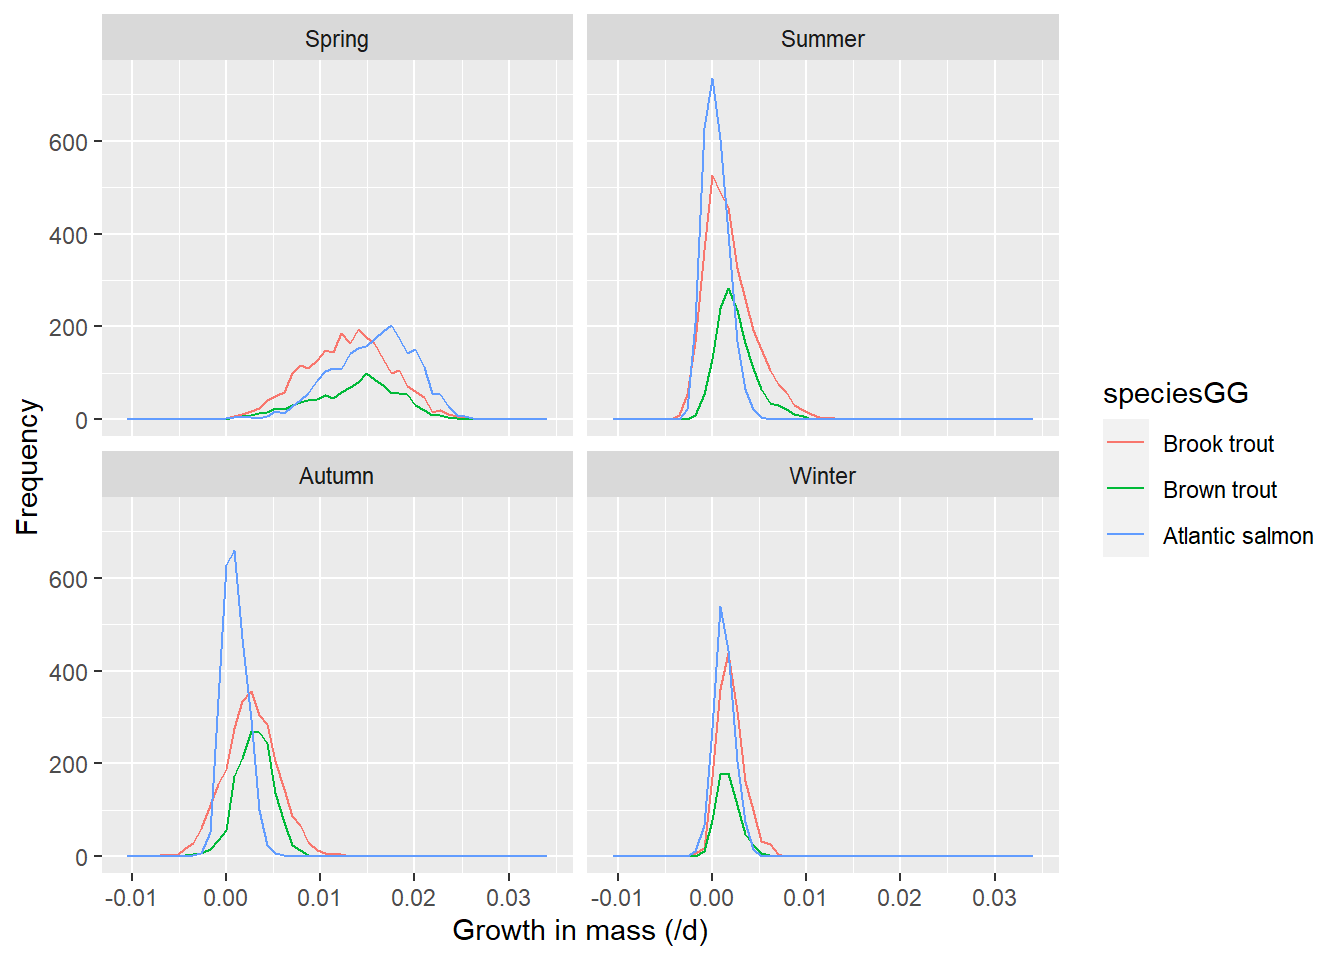 Spring
Summer
600
400
200
0
Autumn
Winter
600
400
200
0
-0.01 0.00 0.01 0.02 0.03
-0.01 0.00 0.01 0.02 0.03
Growth in mass (/d)
Frequency
speciesGG
Brook trout
Brown trout
Atlantic salmon